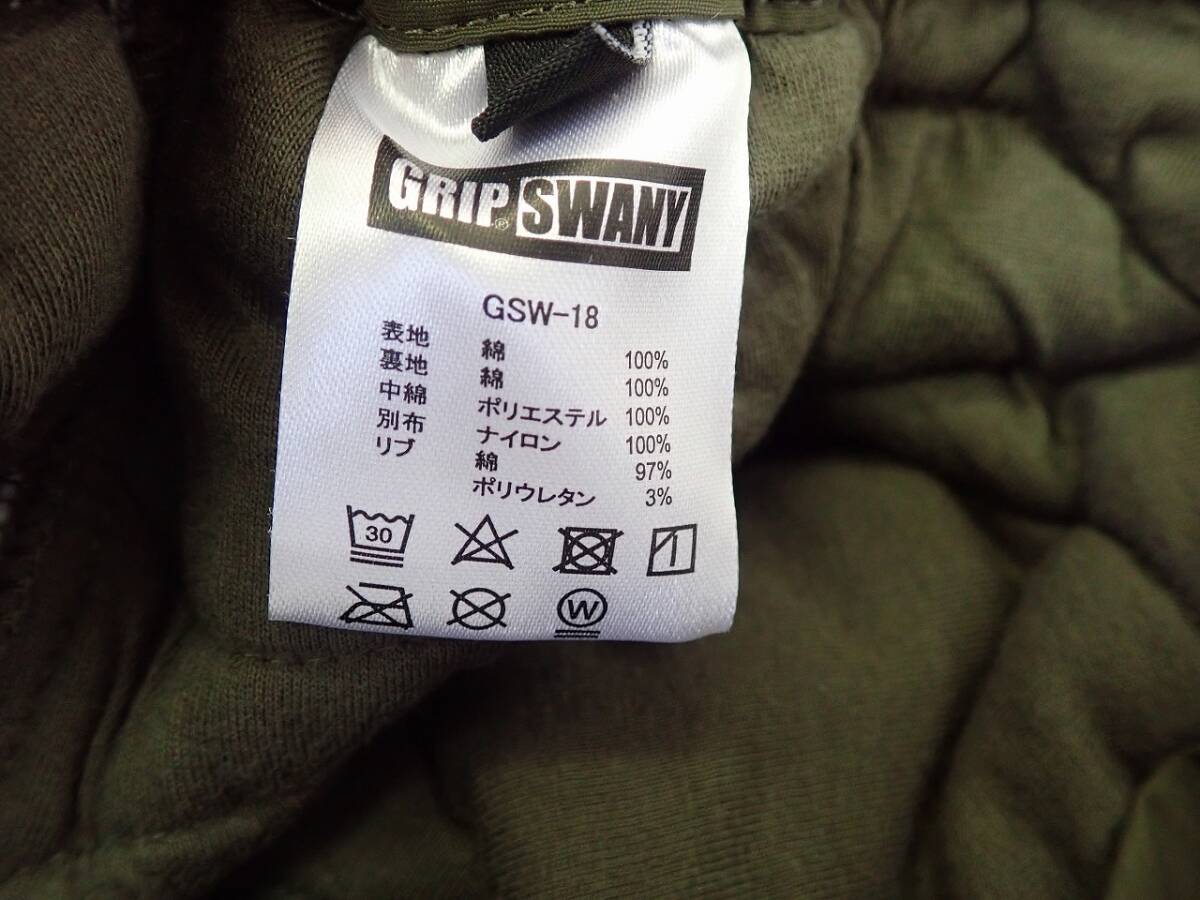 GRIP® SWANY
GSW-18
表地 綿 100%
裏地 綿 100%
中綿 ポリエステル 100%
別布 ナイロン 100%
リブ 綿 97%
ポリウレタン 3%
30
W